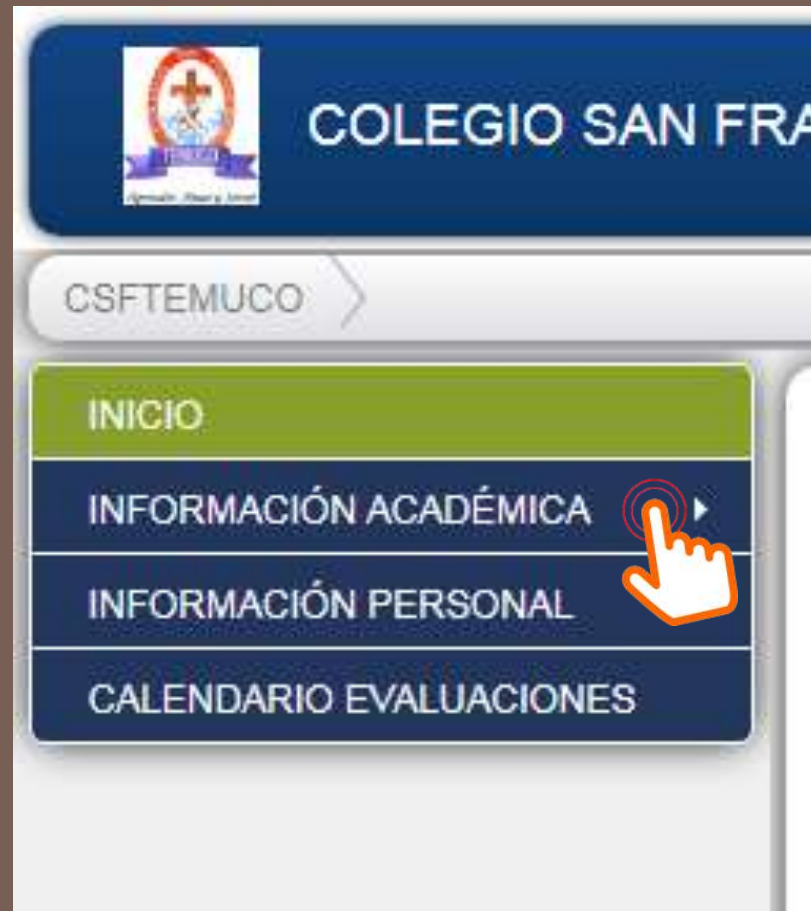 COLEGIO SAN FRA
CSFTEMUCO
INICIO
INFORMACIÓN ACADÉMICA
INFORMACIÓN PERSONAL
CALENDARIO EVALUACIONES